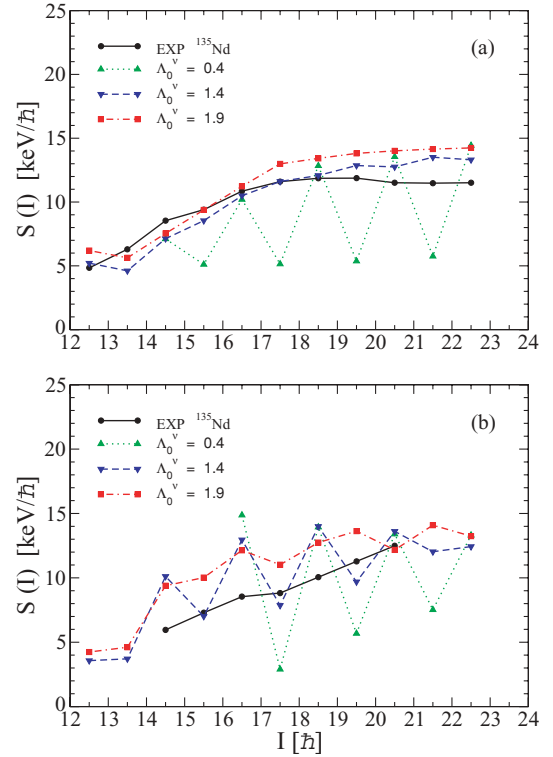 (a)
25
20
15
10
5
0
S (I) [keV/ħ]
EXP ¹³⁵Nd
Λ₀ᵛ = 0.4
Λ₀ᵛ = 1.4
Λ₀ᵛ = 1.9
12 13 14 15 16 17 18 19 20 21 22 23 24
(b)
25
20
15
10
5
0
S (I) [keV/ħ]
EXP ¹³⁵Nd
Λ₀ᵛ = 0.4
Λ₀ᵛ = 1.4
Λ₀ᵛ = 1.9
12 13 14 15 16 17 18 19 20 21 22 23 24
I [ħ]